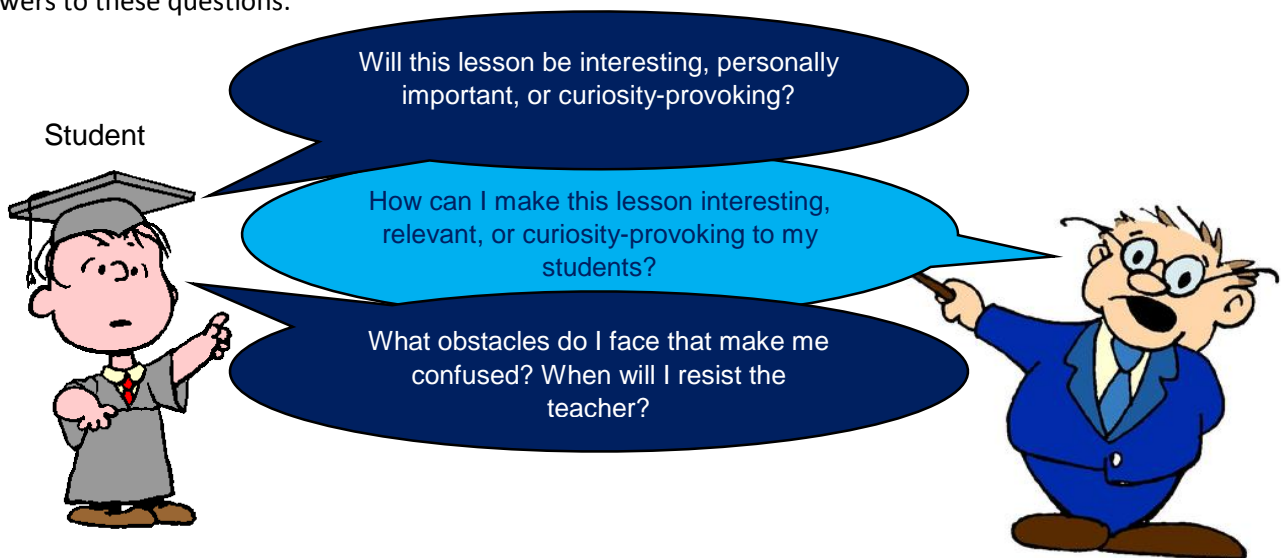 to these questions.
Will this lesson be interesting, personally
important, or curiosity-provoking?
Student
How can I make this lesson interesting,
relevant, or curiosity-provoking to my
students?
What obstacles do I face that make me
confused? When will I resist the
teacher?